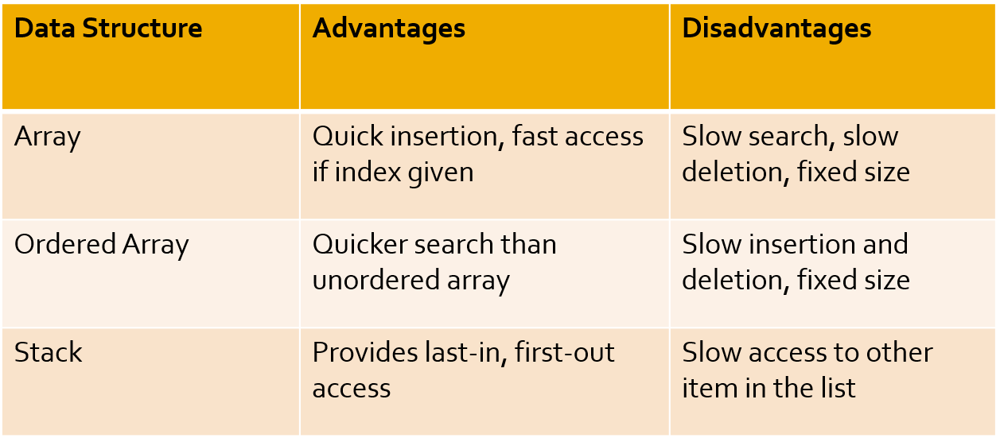 Data Structure
Advantages
Disadvantages
Array
Quick insertion, fast access
if index given
Slow search, slow
deletion, fixed size
Ordered Array
Quicker search than
unordered array
Slow insertion and
deletion, fixed size
Stack
Provides last-in, first-out
access
Slow access to other
item in the list